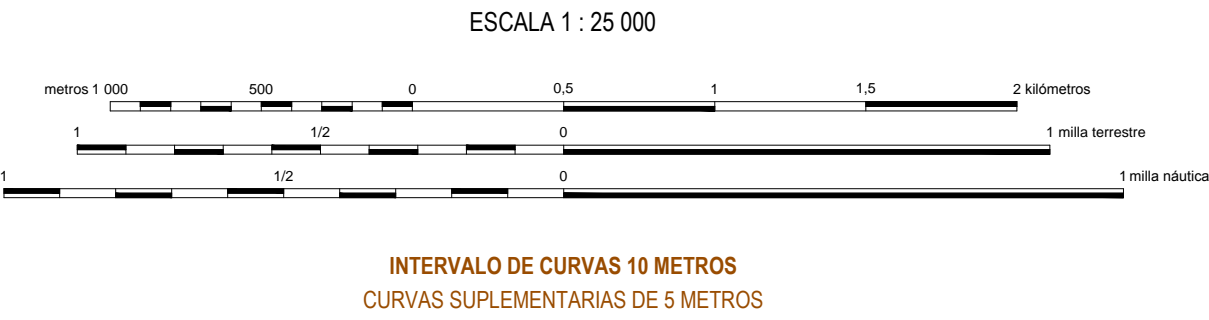 ESCALA 1 : 25 000
metros 1 000 500 0 0,5 1 1,5 2 kilómetros
1 1/2 0 1 milla terrestre
1 1/2 0 1 milla náutica
INTERVALO DE CURVAS 10 METROS
CURVAS SUPLEMENTARIAS DE 5 METROS